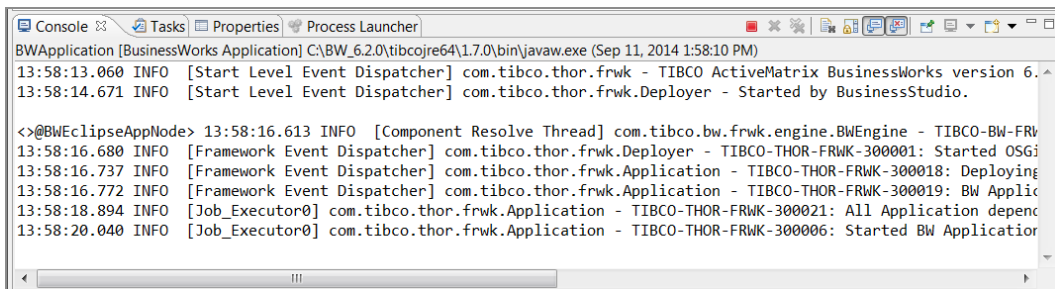 Console Tasks Properties Process Launcher
BWApplication [BusinessWorks Application] C:\BW_6.2.0\tibcojre64\1.7.0\bin\javaw.exe (Sep 11, 2014 1:58:10 PM)
13:58:13.060 INFO [Start Level Event Dispatcher] com.tibco.thor.frwk - TIBCO ActiveMatrix BusinessWorks version 6.
13:58:14.671 INFO [Start Level Event Dispatcher] com.tibco.thor.frwk.Deployer - Started by BusinessStudio.
<>@BWEclipseAppNode> 13:58:16.613 INFO [Component Resolve Thread] com.tibco.bw.frwk.engine.BWEngine - TIBCO-BW-FRW
13:58:16.680 INFO [Framework Event Dispatcher] com.tibco.thor.frwk.Deployer - TIBCO-THOR-FRWK-300001: Started OSGi
13:58:16.737 INFO [Framework Event Dispatcher] com.tibco.thor.frwk.Application - TIBCO-THOR-FRWK-300018: Deploying
13:58:16.772 INFO [Framework Event Dispatcher] com.tibco.thor.frwk.Application - TIBCO-THOR-FRWK-300019: BW Applic
13:58:18.894 INFO [Job_Executor0] com.tibco.thor.frwk.Application - TIBCO-THOR-FRWK-300021: All Application depend
13:58:20.040 INFO [Job_Executor0] com.tibco.thor.frwk.Application - TIBCO-THOR-FRWK-300006: Started BW Application